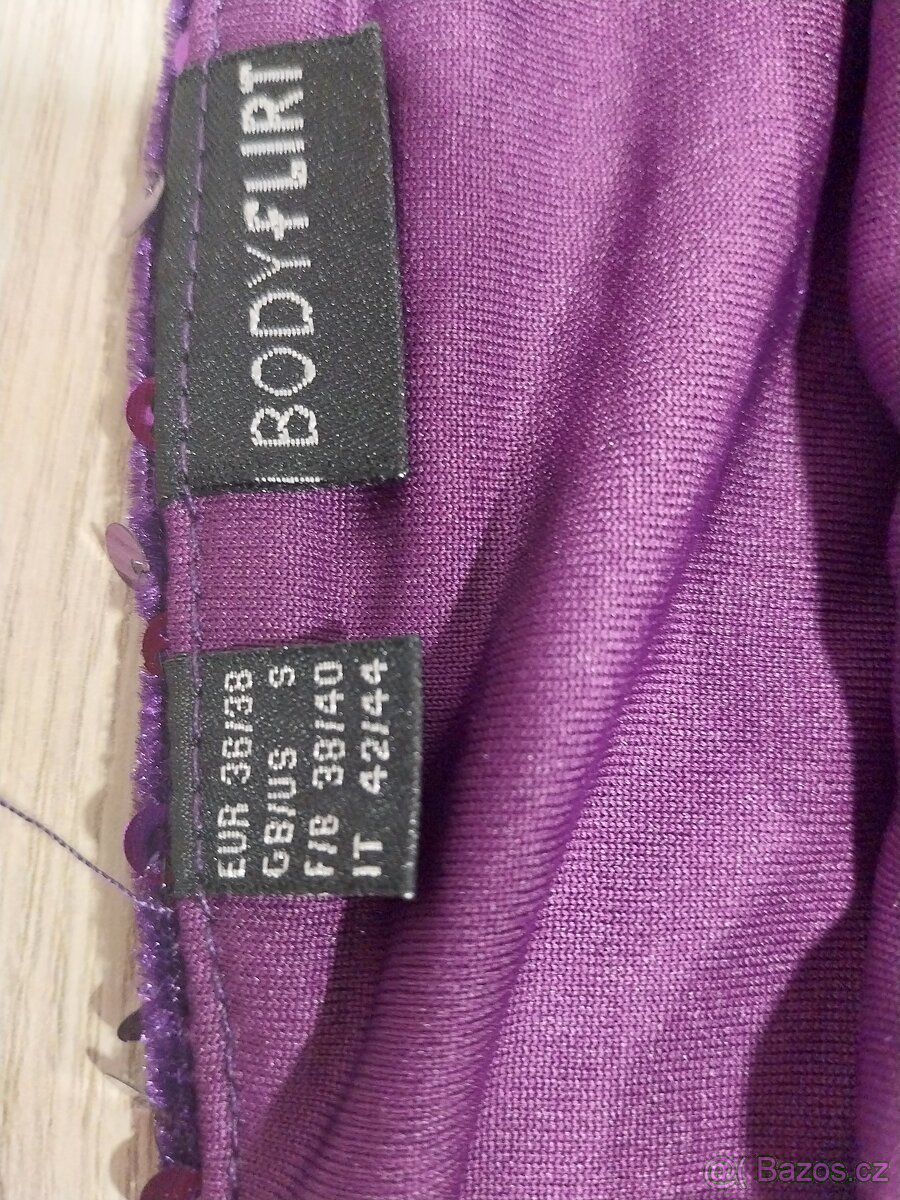 BODYFLIRT
EUR 36/38
GB/US S
F/B 38/40
IT 42/44
Bazos.cz